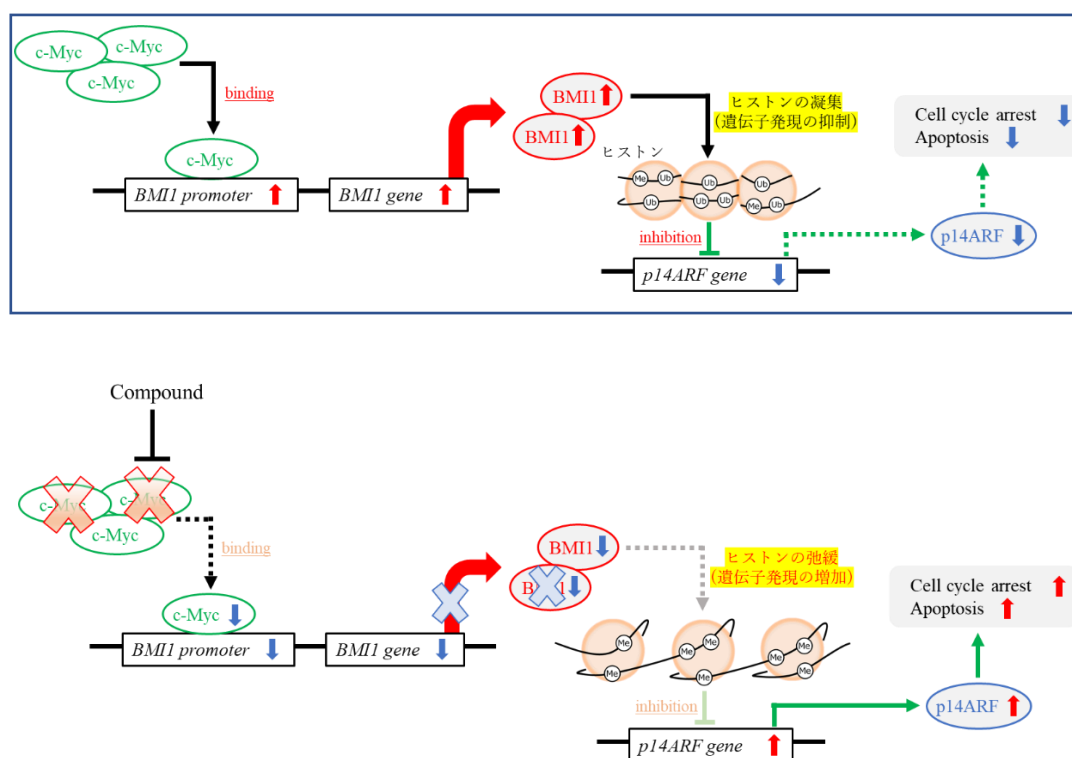 c-Myc
c-Myc
c-Myc
binding
c-Myc
BMI1 promoter
BMI1 gene
BMI1
BMI1
ヒストンの凝集
(遺伝子発現の抑制)
ヒストン
Me
Ub
Ub
Ub
Ub
Ub
Ub
Ub
Me
Ub
inhibition
p14ARF gene
p14ARF
Cell cycle arrest
Apoptosis
Compound
c-Myc
c-Myc
c-Myc
binding
c-Myc
BMI1 promoter
BMI1 gene
BMI1
ヒストンの弛緩
(遺伝子発現の増加)
Me
Me
Me
Me
Me
Me
Me
inhibition
p14ARF gene
p14ARF
Cell cycle arrest
Apoptosis